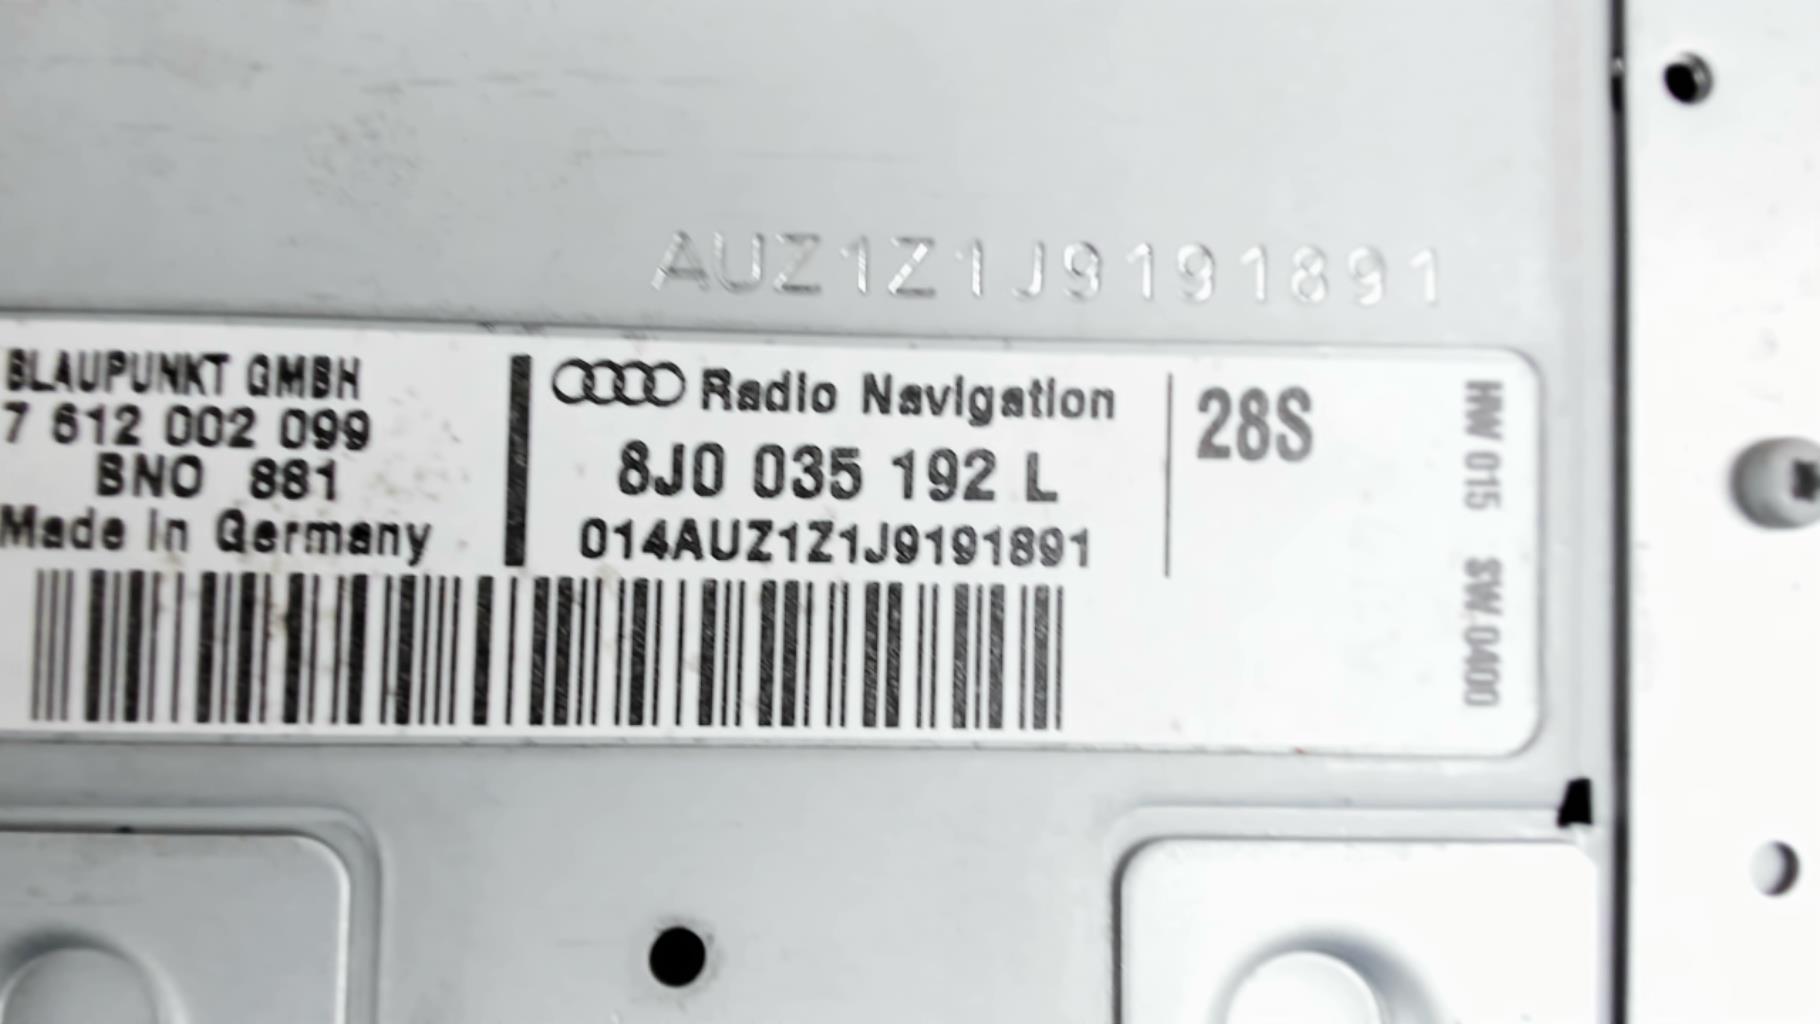 AUZ1Z1J9191891
BLAUPUNKT GMBH
7 612 002 099
BNO 881
Made in Germany
Radio Navigation
8J0 035 192 L
014AUZ1Z1J9191891
28S
HW 015 SW.0400